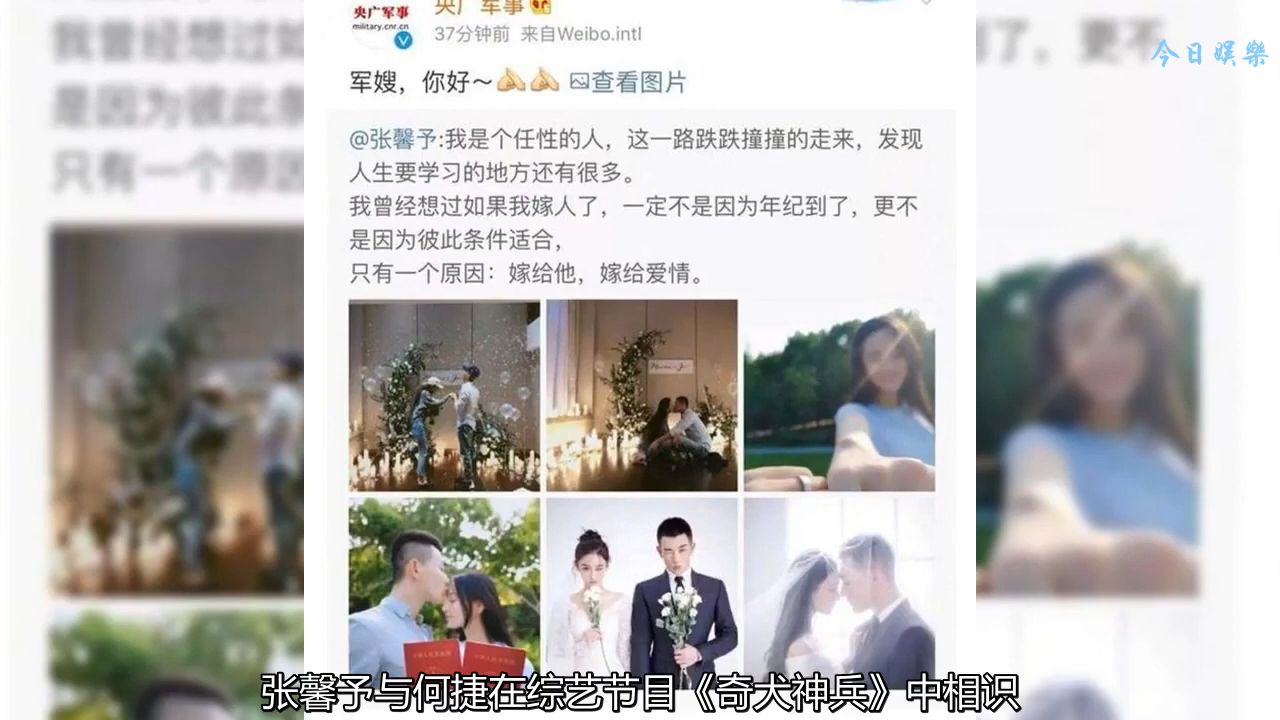 央广军事
military.cnr.cn
央广军事
37分钟前 来自Weibo.intl
今日娱樂
军嫂，你好～ 查看图片
@张馨予:我是个任性的人，这一路跌跌撞撞的走来，发现
人生要学习的地方还有很多。
我曾经想过如果我嫁人了，一定不是因为年纪到了，更不
是因为彼此条件适合，
只有一个原因：嫁给他，嫁给爱情。
张馨予与何捷在综艺节目《奇犬神兵》中相识